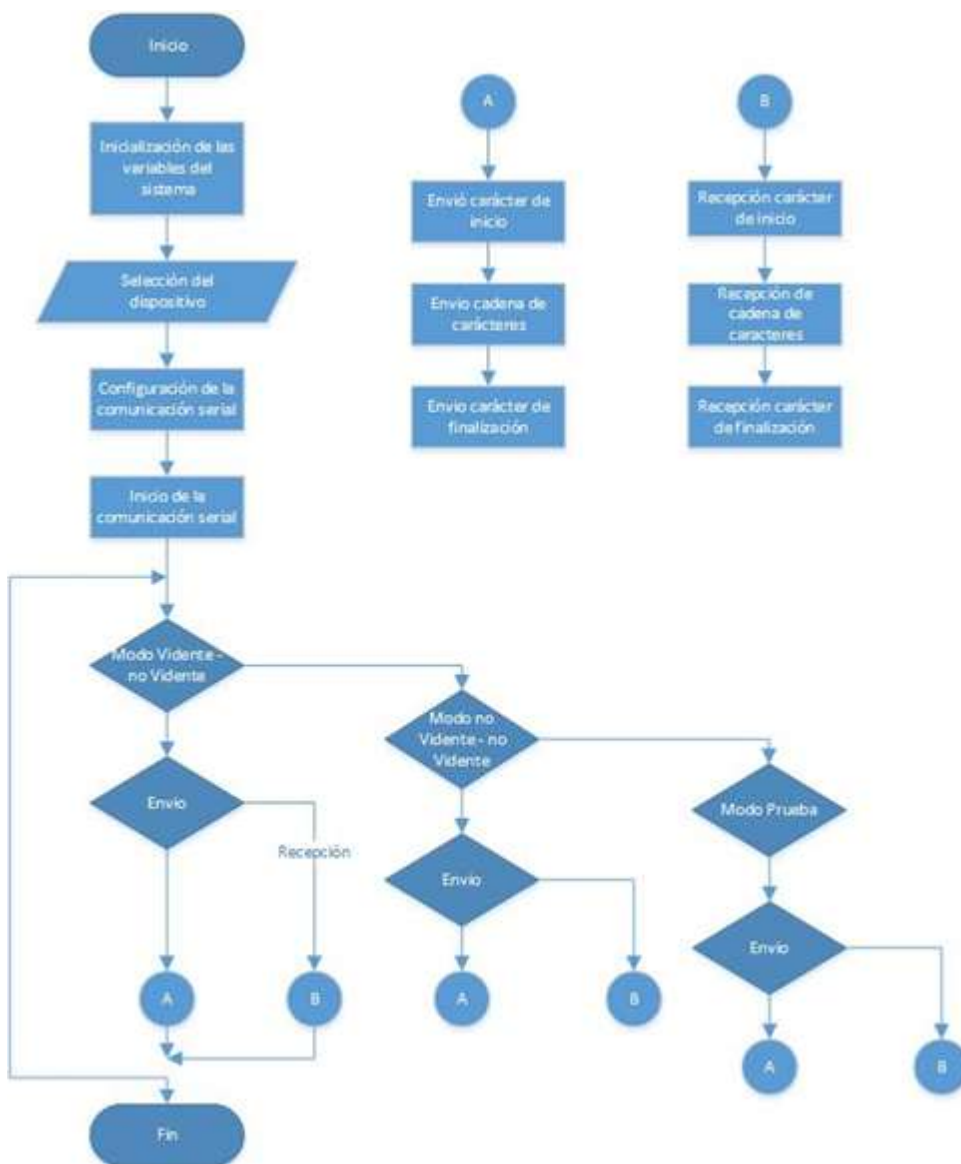 Inicio
A
B
Inicialización de las
variables del
sistema
Envió carácter de
inicio
Recepción carácter
de inicio
Selección del
dispositivo
Envio cadena de
carácteres
Recepción de
cadena de
caracteres
Configuración de la
comunicación serial
Envio carácter de
finalización
Recepción carácter
de finalización
Inicio de la
comunicación serial
Modo Vidente -
no Vidente
Modo no
Vidente - no
Vidente
Modo Prueba
Envío
Recepción
Envío
Envío
A
B
A
B
A
B
Fin